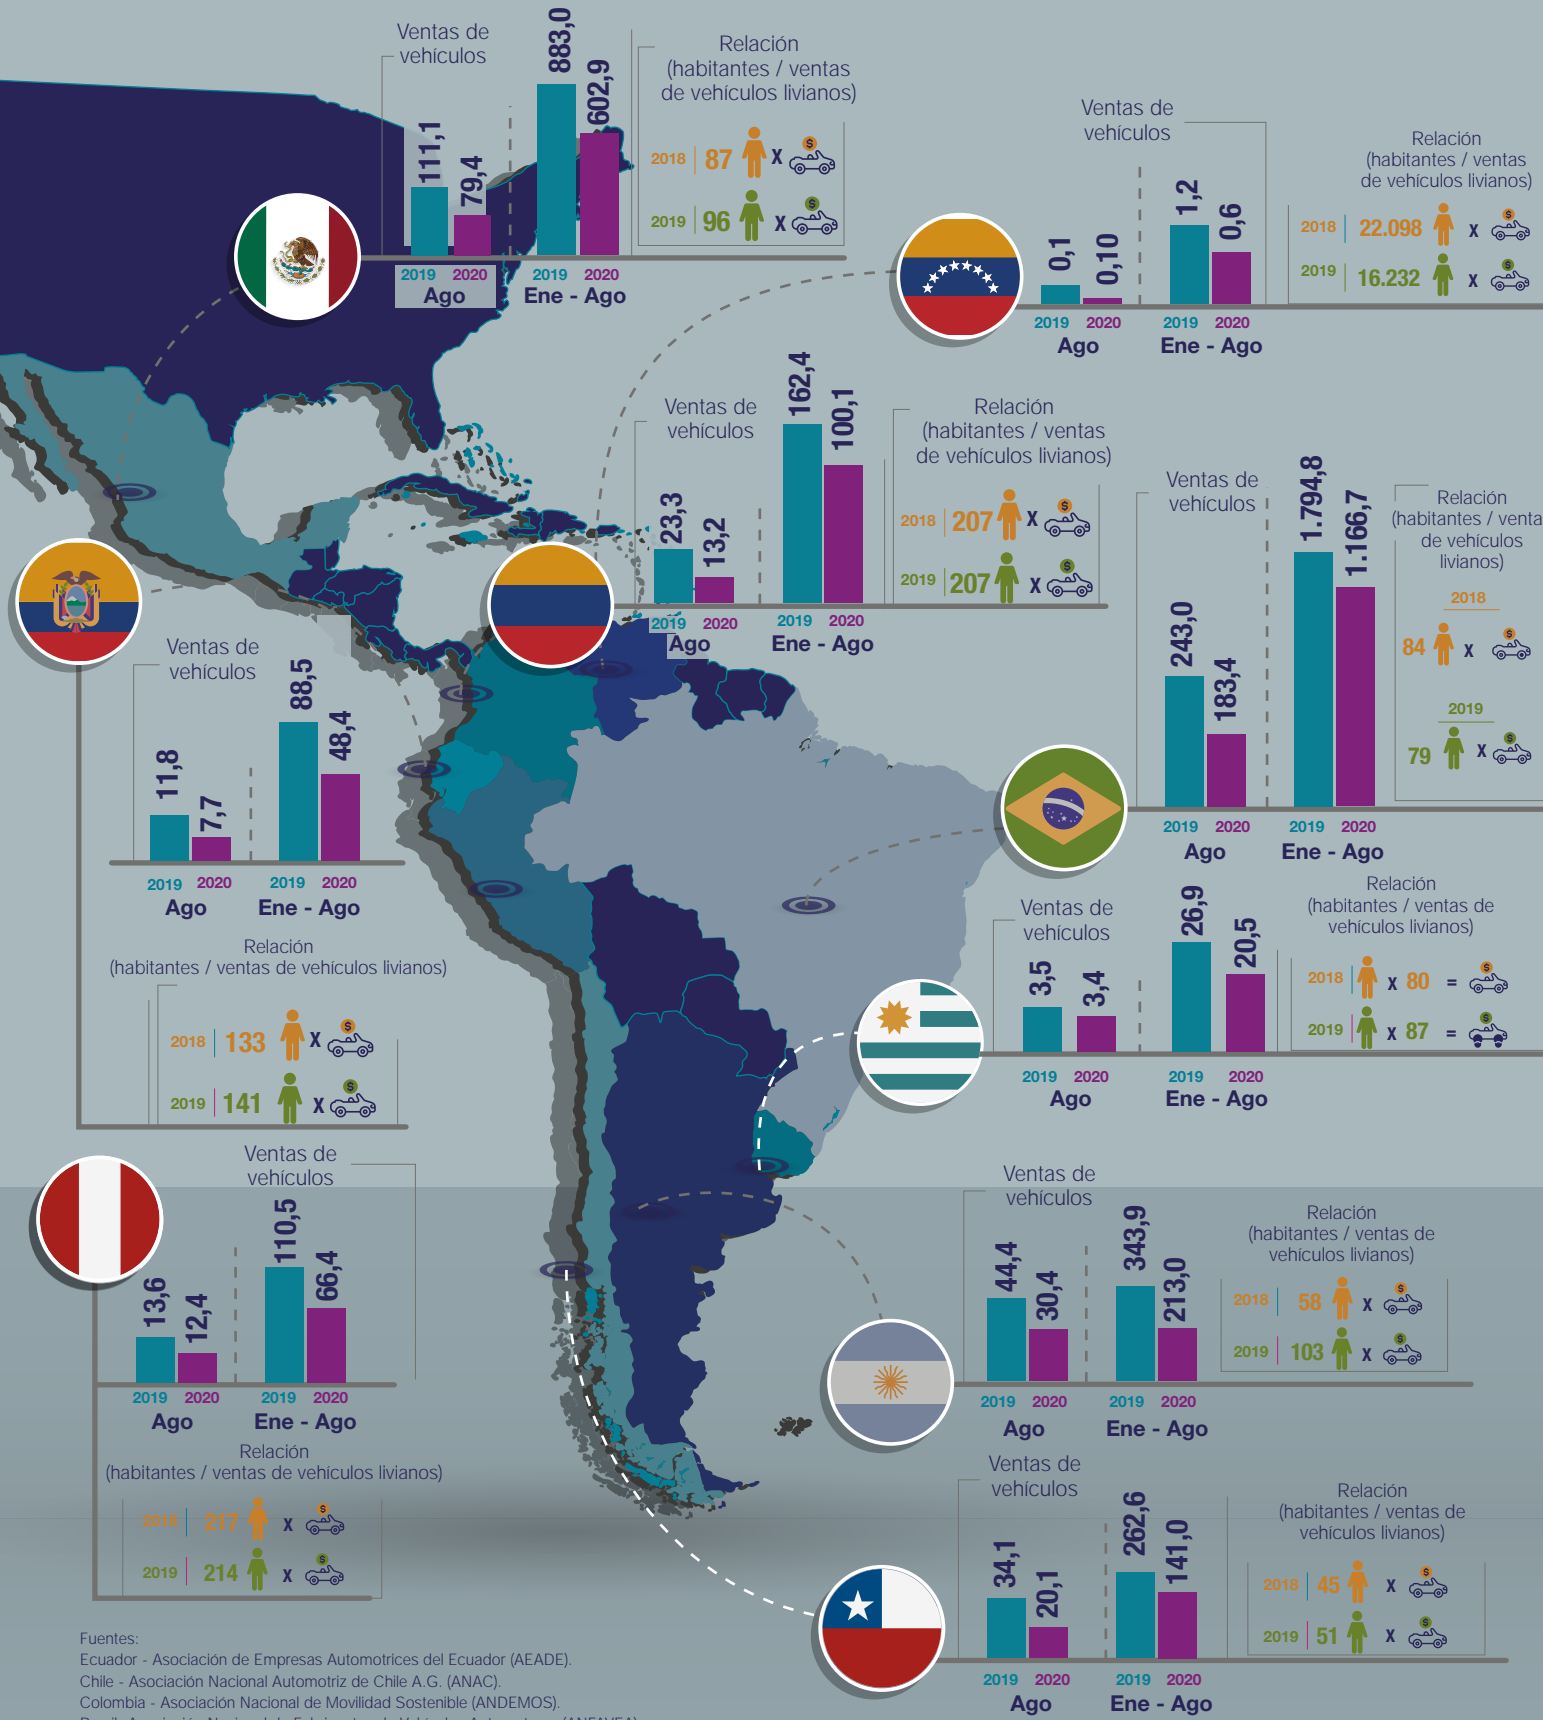 Ventas de
vehículos
111,1
79,4
883,0
602,9
2019 2020
Ago
2019 2020
Ene - Ago
Relación
(habitantes / ventas
de vehículos livianos)
2018 87 X $
2019 96 X $
Ventas de
vehículos
0,1
0,10
1,2
0,6
2019 2020
Ago
2019 2020
Ene - Ago
Relación
(habitantes / ventas
de vehículos livianos)
2018 22.098 X $
2019 16.232 X $
Ventas de
vehículos
23,3
13,2
162,4
100,1
2019 2020
Ago
2019 2020
Ene - Ago
Relación
(habitantes / ventas
de vehículos livianos)
2018 207 X $
2019 207 X $
Ventas de
vehículos
243,0
183,4
1.794,8
1.166,7
2019 2020
Ago
2019 2020
Ene - Ago
Relación
(habitantes / venta
de vehículos
livianos)
2018
84 X $
2019
79 X $
Ventas de
vehículos
11,8
7,7
88,5
48,4
2019 2020
Ago
2019 2020
Ene - Ago
Relación
(habitantes / ventas de vehículos livianos)
2018 133 X $
2019 141 X $
Ventas de
vehículos
3,5
3,4
26,9
20,5
2019 2020
Ago
2019 2020
Ene - Ago
Relación
(habitantes / ventas de
vehículos livianos)
2018 X 80 = $
2019 X 87 = $
Ventas de
vehículos
13,6
12,4
110,5
66,4
2019 2020
Ago
2019 2020
Ene - Ago
Relación
(habitantes / ventas de vehículos livianos)
2018 217 X $
2019 214 X $
Ventas de
vehículos
44,4
30,4
343,9
213,0
2019 2020
Ago
2019 2020
Ene - Ago
Relación
(habitantes / ventas de
vehículos livianos)
2018 58 X $
2019 103 X $
Ventas de
vehículos
34,1
20,1
262,6
141,0
2019 2020
Ago
2019 2020
Ene - Ago
Relación
(habitantes / ventas de
vehículos livianos)
2018 45 X $
2019 51 X $
Fuentes:
Ecuador - Asociación de Empresas Automotrices del Ecuador (AEADE).
Chile - Asociación Nacional Automotriz de Chile A.G. (ANAC).
Colombia - Asociación Nacional de Movilidad Sostenible (ANDEMOS).